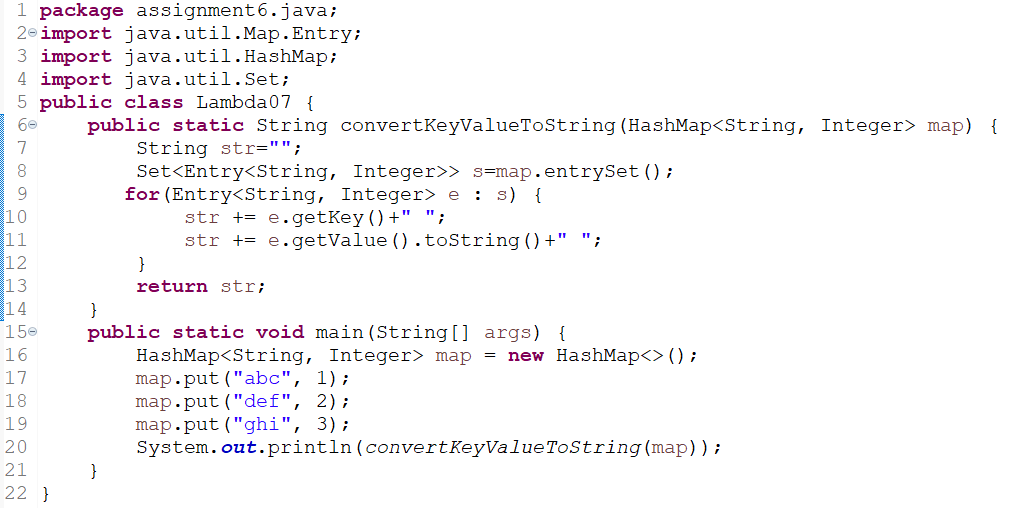 1 package assignment6.java;
2 import java.util.Map.Entry;
3 import java.util.HashMap;
4 import java.util.Set;
5 public class Lambda07 {
6     public static String convertKeyValueToString(HashMap<String, Integer> map) {
7         String str="";
8         Set<Entry<String, Integer>> s=map.entrySet();
9        for(Entry<String, Integer> e : s) {
10             str += e.getKey()+" ";
11             str += e.getValue().toString()+" ";
12         }
13         return str;
14     }
15     public static void main(String[] args) {
16         HashMap<String, Integer> map = new HashMap<>();
17         map.put("abc", 1);
18         map.put("def", 2);
19         map.put("ghi", 3);
20         System.out.println(convertKeyValueToString(map));
21     }
22 }